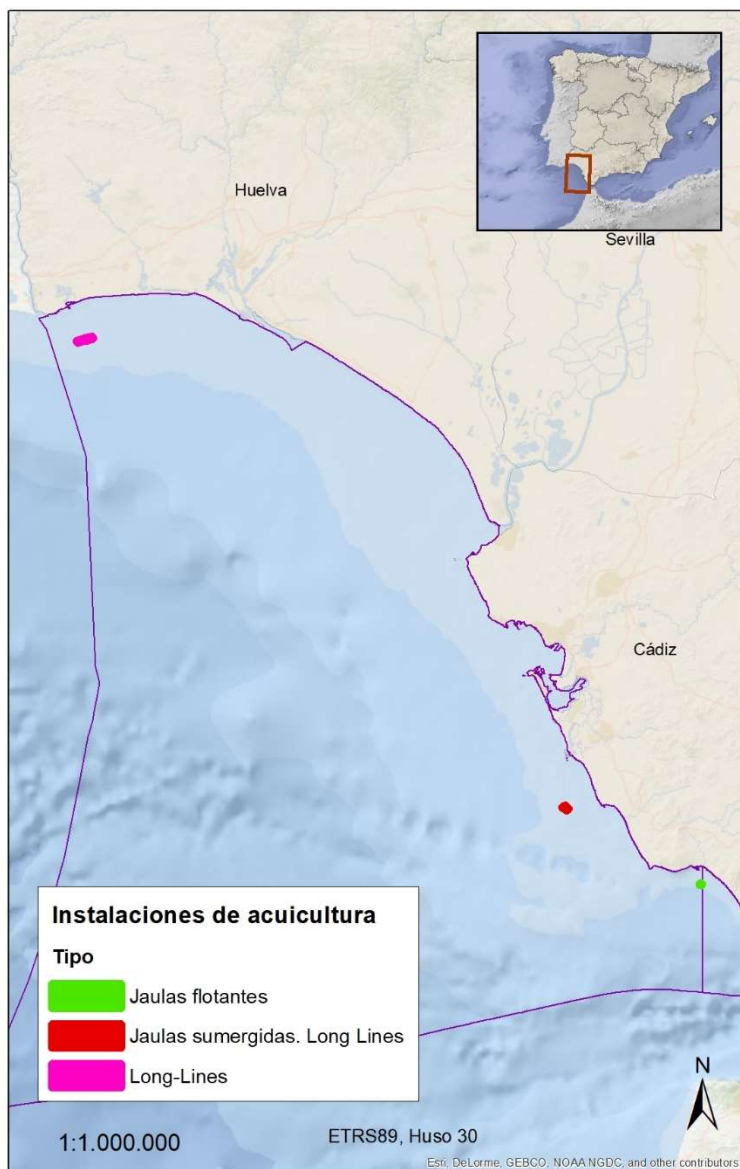 Huelva
Sevilla
Cádiz
Instalaciones de acuicultura
Tipo
Jaulas flotantes
Jaulas sumergidas. Long Lines
Long-Lines
N
1:1.000.000
ETRS89, Huso 30
Esri, DeLorme, GEBCO, NOAA NGDC, and other contributors